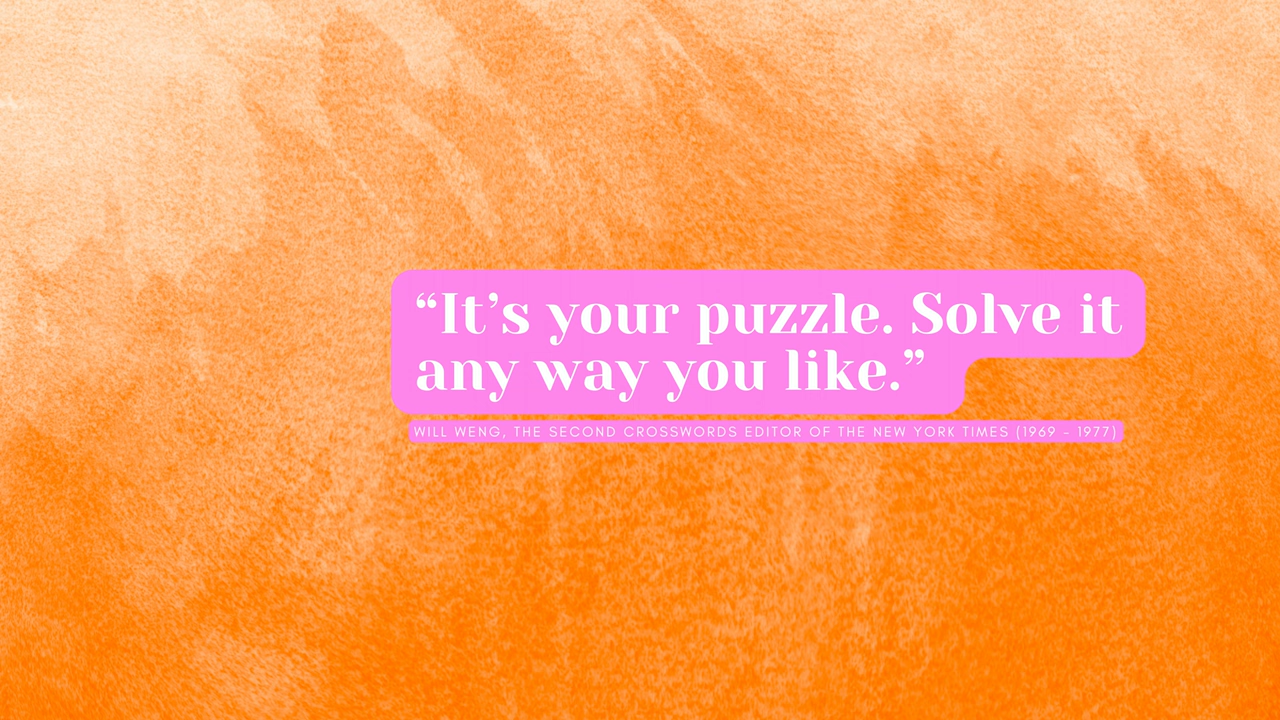 “It’s your puzzle. Solve it
any way you like.”
WILL WENG, THE SECOND CROSSWORDS EDITOR OF THE NEW YORK TIMES (1969 - 1977)